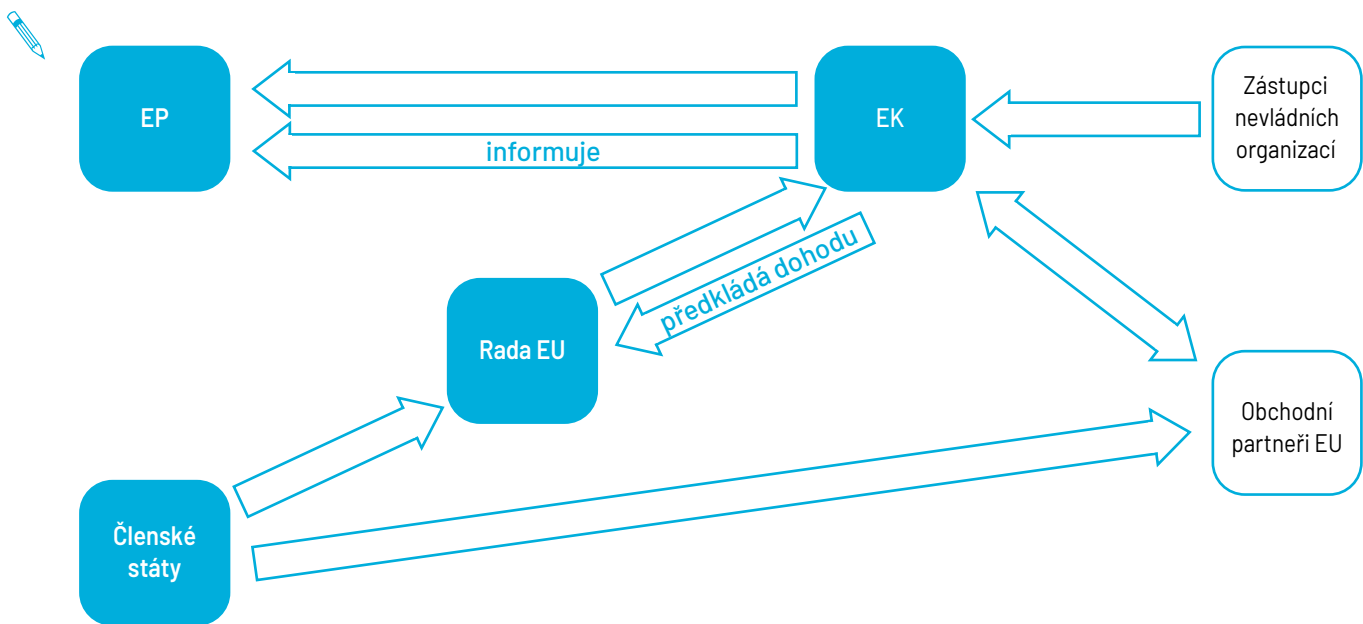 EP
EK
Zástupci
nevládních
organizací
informuje
předkládá dohodu
Rada EU
Obchodní
partneři EU
Členské
státy